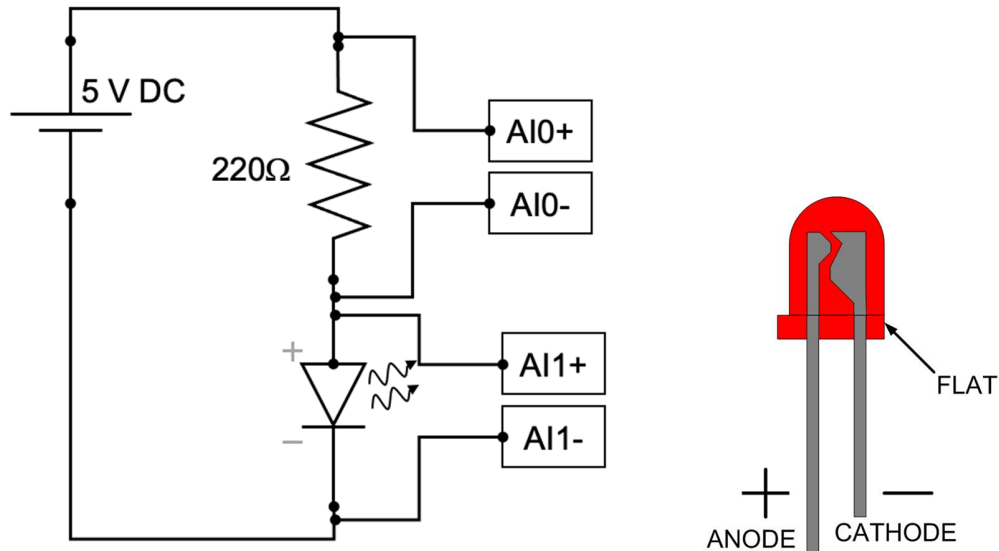 5 V DC
220Ω
AI0+
AI0-
+
AI1+
−
AI1-
FLAT
+
−
ANODE
CATHODE